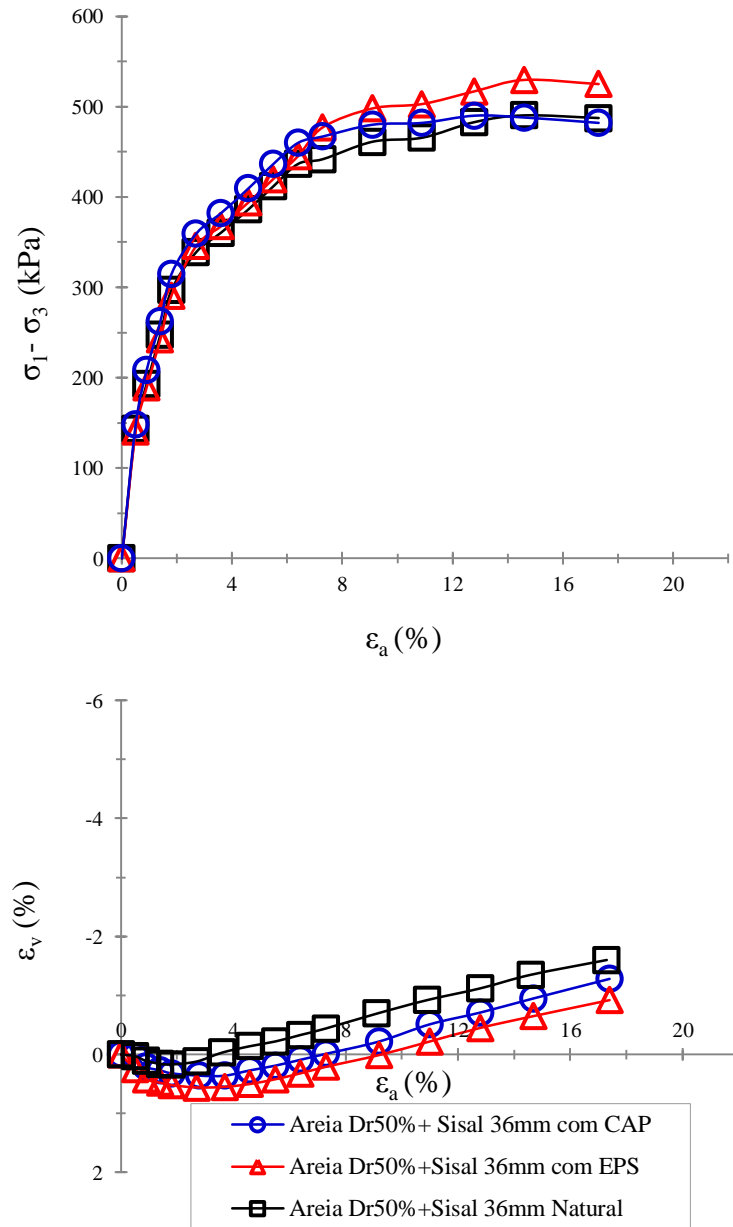 600
500
400
300
200
100
0
σ1- σ3 (kPa)
0 4 8 12 16 20
εa (%)
-6
-4
-2
0
2
εv (%)
0 4 8 12 16 20
εa (%)
Areia Dr50%+ Sisal 36mm com CAP
Areia Dr50%+Sisal 36mm com EPS
Areia Dr50%+Sisal 36mm Natural